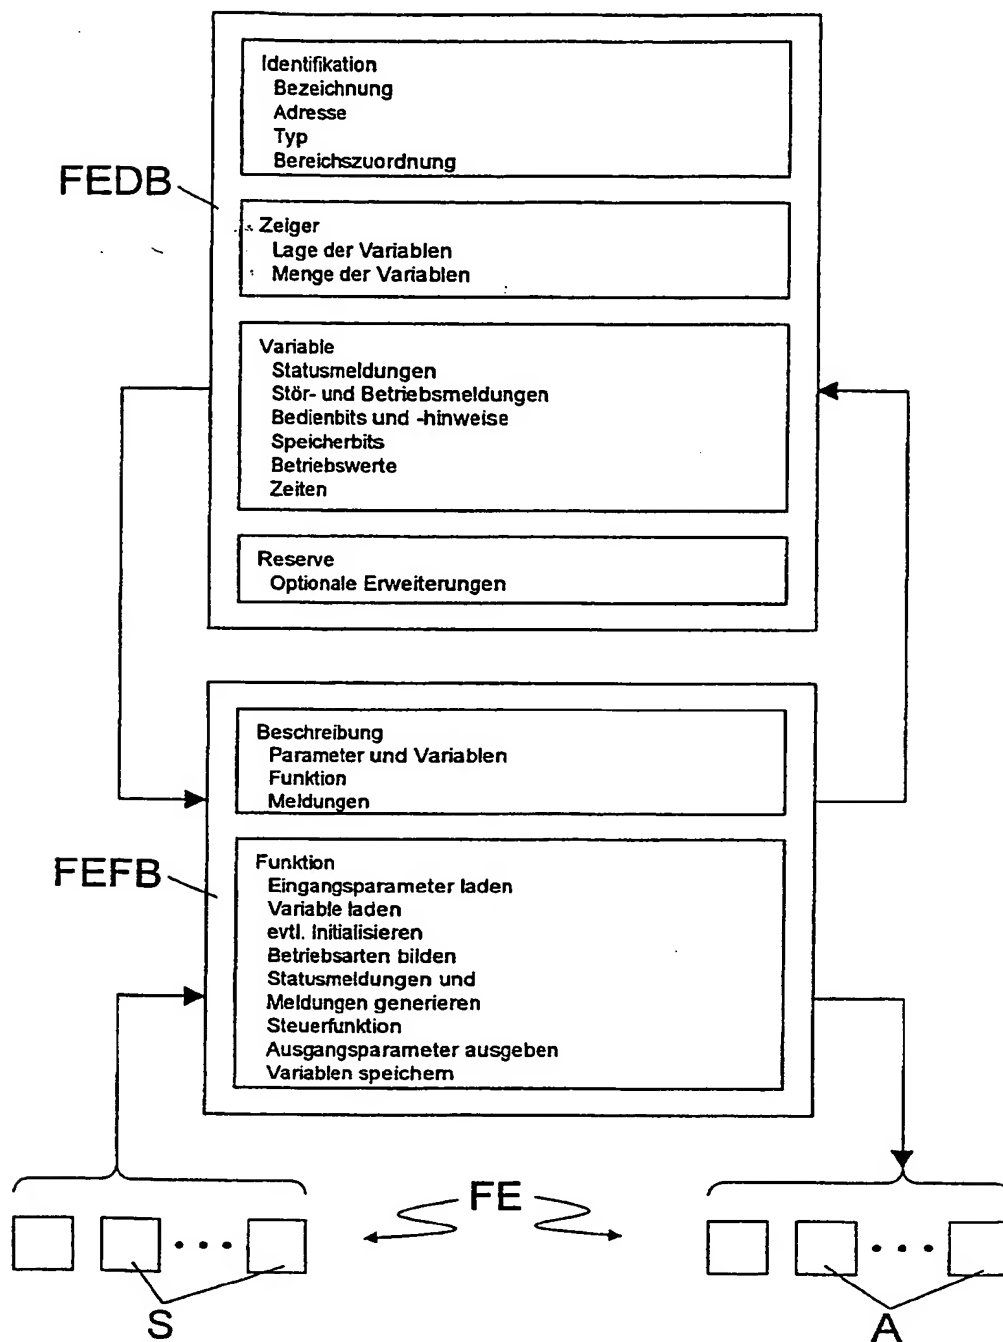 Identifikation
Bezeichnung
Adresse
Typ
Bereichszuordnung
FEDB
Zeiger
Lage der Variablen
Menge der Variablen
Variable
Statusmeldungen
Stör- und Betriebsmeldungen
Bedienbits und -hinweise
Speicherbits
Betriebswerte
Zeiten
Reserve
Optionale Erweiterungen
Beschreibung
Parameter und Variablen
Funktion
Meldungen
FEFB
Funktion
Eingangsparameter laden
Variable laden
evtl. Initialisieren
Betriebsarten bilden
Statusmeldungen und
Meldungen generieren
Steuerfunktion
Ausgangsparameter ausgeben
Variablen speichern
FE
S
A